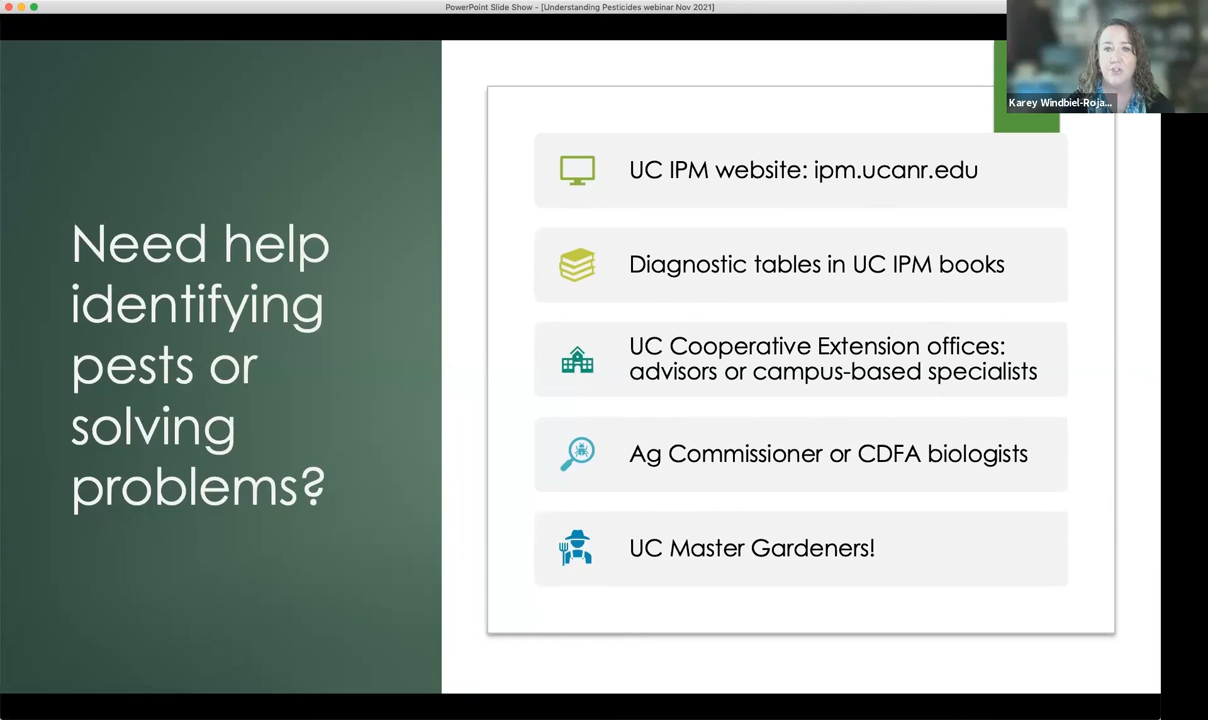 PowerPoint Slide Show - [Understanding Pesticides webinar Nov 2021]
Karey Windbiel-Roja...
Need help
identifying
pests or
solving
problems?
UC IPM website: ipm.ucanr.edu
Diagnostic tables in UC IPM books
UC Cooperative Extension offices:
advisors or campus-based specialists
Ag Commissioner or CDFA biologists
UC Master Gardeners!